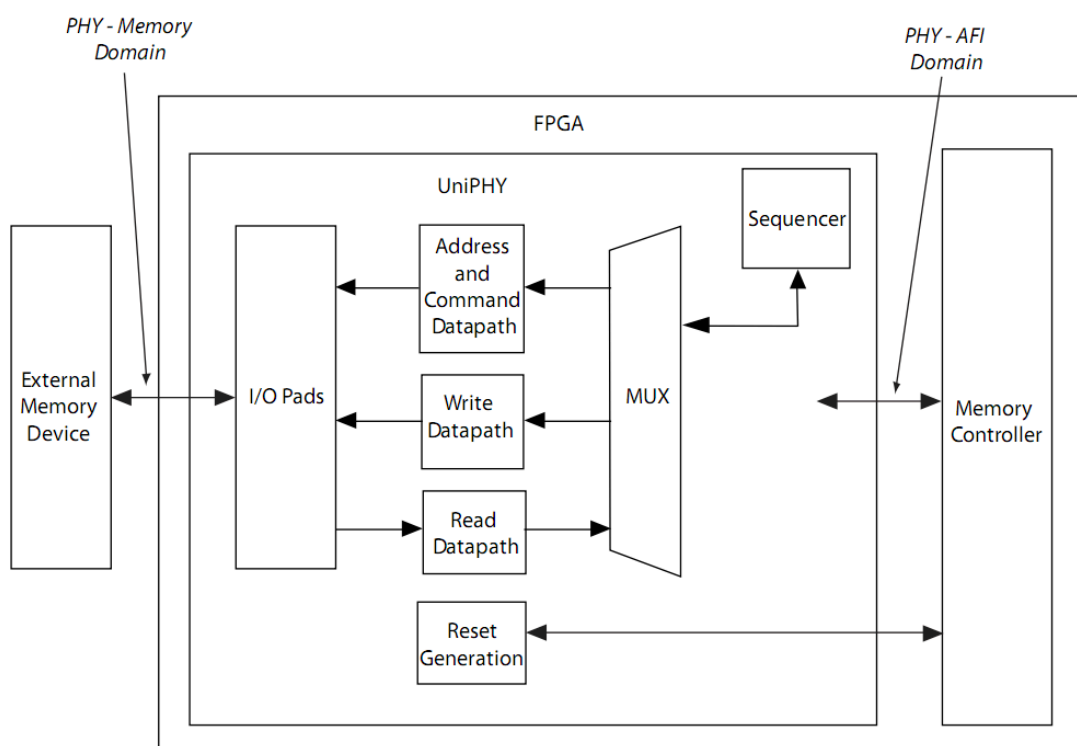 PHY - Memory
Domain
PHY - AFI
Domain
FPGA
UniPHY
Sequencer
Address
and
Command
Datapath
External
Memory
Device
I/O Pads
Write
Datapath
MUX
Memory
Controller
Read
Datapath
Reset
Generation